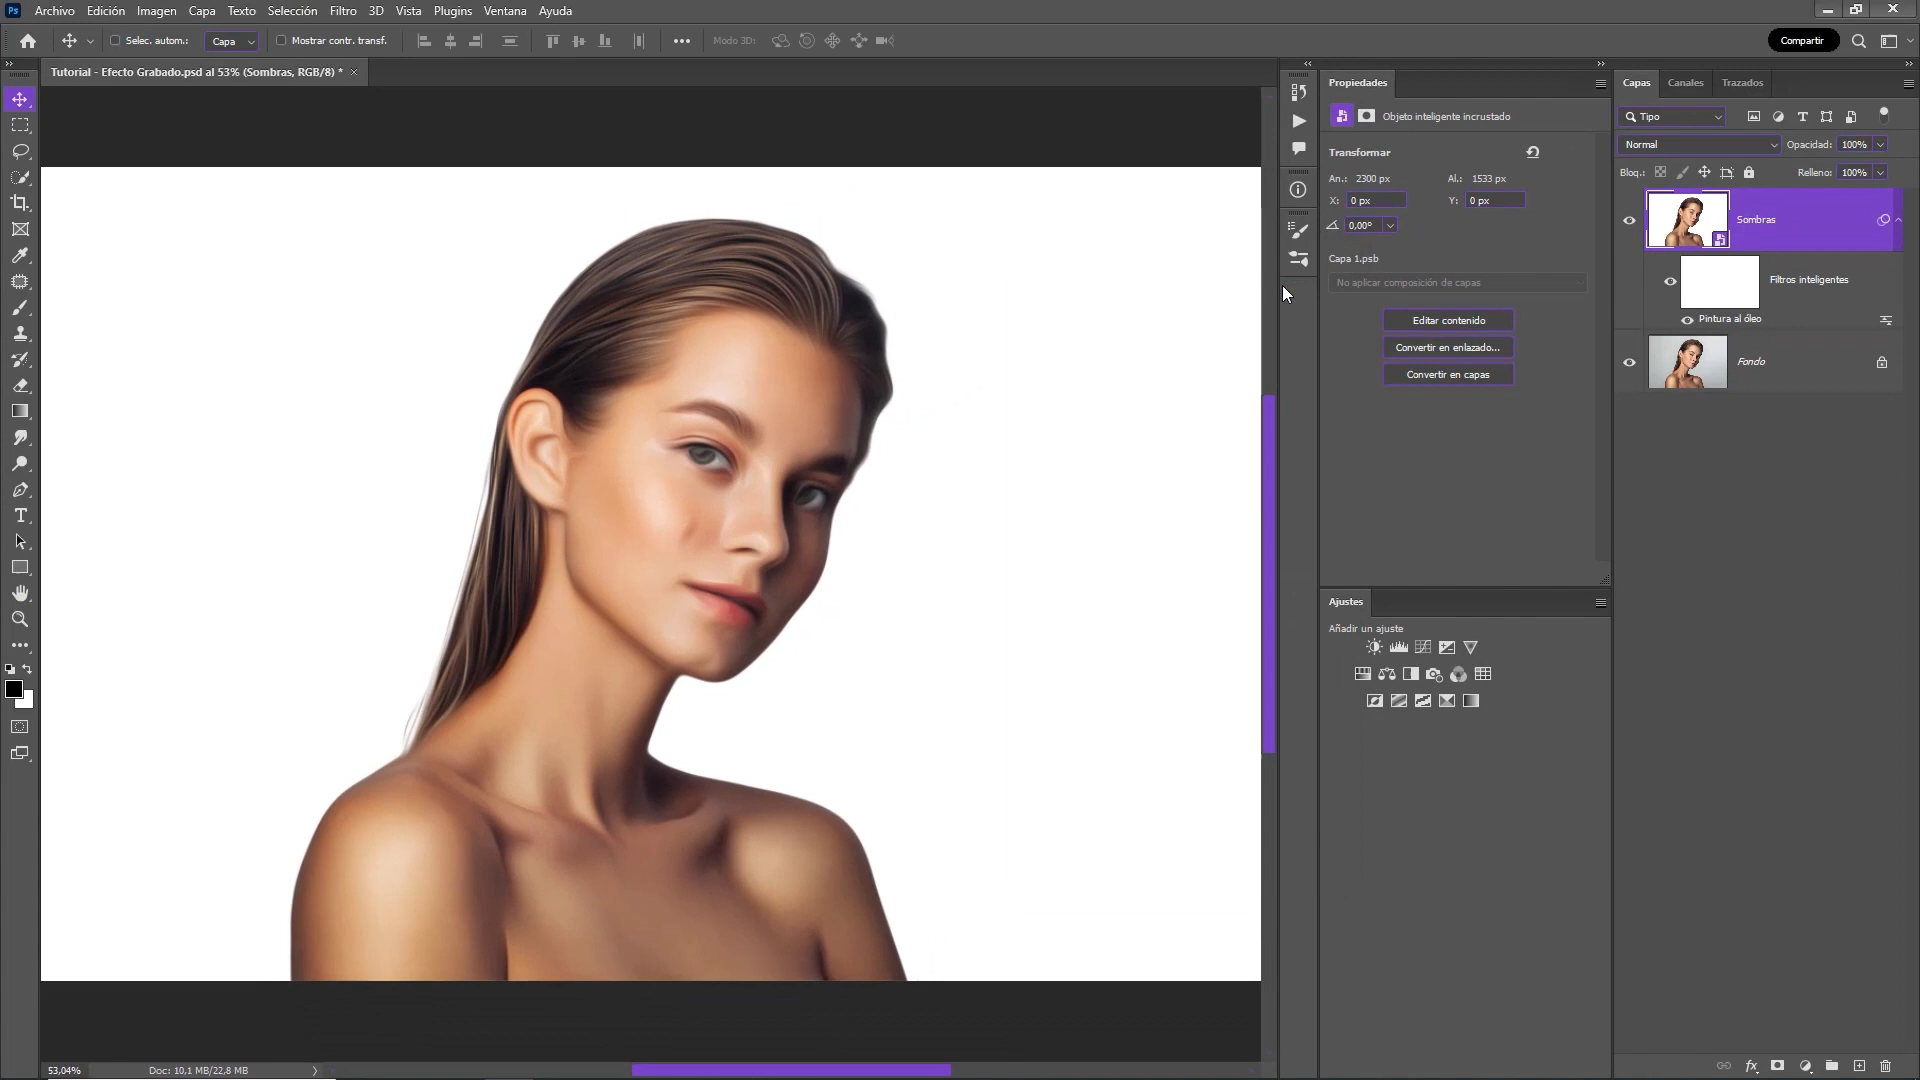 Ps Archivo Edición Imagen Capa Texto Selección Filtro 3D Vista Plugins Ventana Ayuda
Selec. autom.: Capa Mostrar contr. transf. Modo 3D: Compartir
Tutorial - Efecto Grabado.psd al 53% (Sombras, RGB/8) *
Propiedades
Objeto inteligente incrustado
Transformar
An.: 2300 px Al.: 1533 px
X: 0 px Y: 0 px
0,00°
Capa 1.psb
No aplicar composición de capas
Editar contenido
Convertir en enlazado...
Convertir en capas
Ajustes
Añadir un ajuste
Capas Canales Trazados
Tipo
Normal Opacidad: 100%
Bloq.: Relleno: 100%
Sombras
Filtros inteligentes
Pintura al óleo
Fondo
53,04% Doc: 10,1 MB/22,8 MB